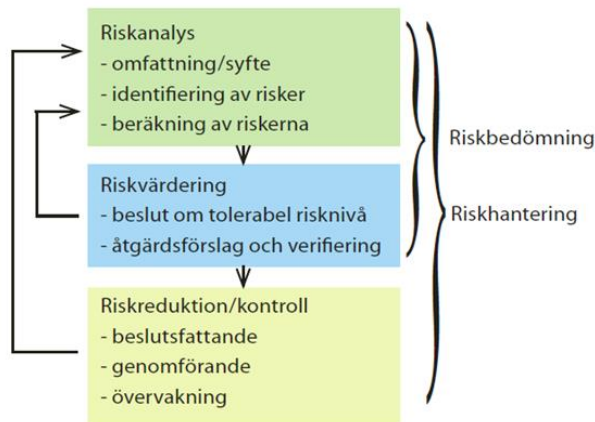 Riskanalys
- omfattning/syfte
- identifiering av risker
- beräkning av riskerna
Riskvärdering
- beslut om tolerabel risknivå
- åtgärdsförslag och verifiering
Riskreduktion/kontroll
- beslutsfattande
- genomförande
- övervakning
Riskbedömning
Riskhantering